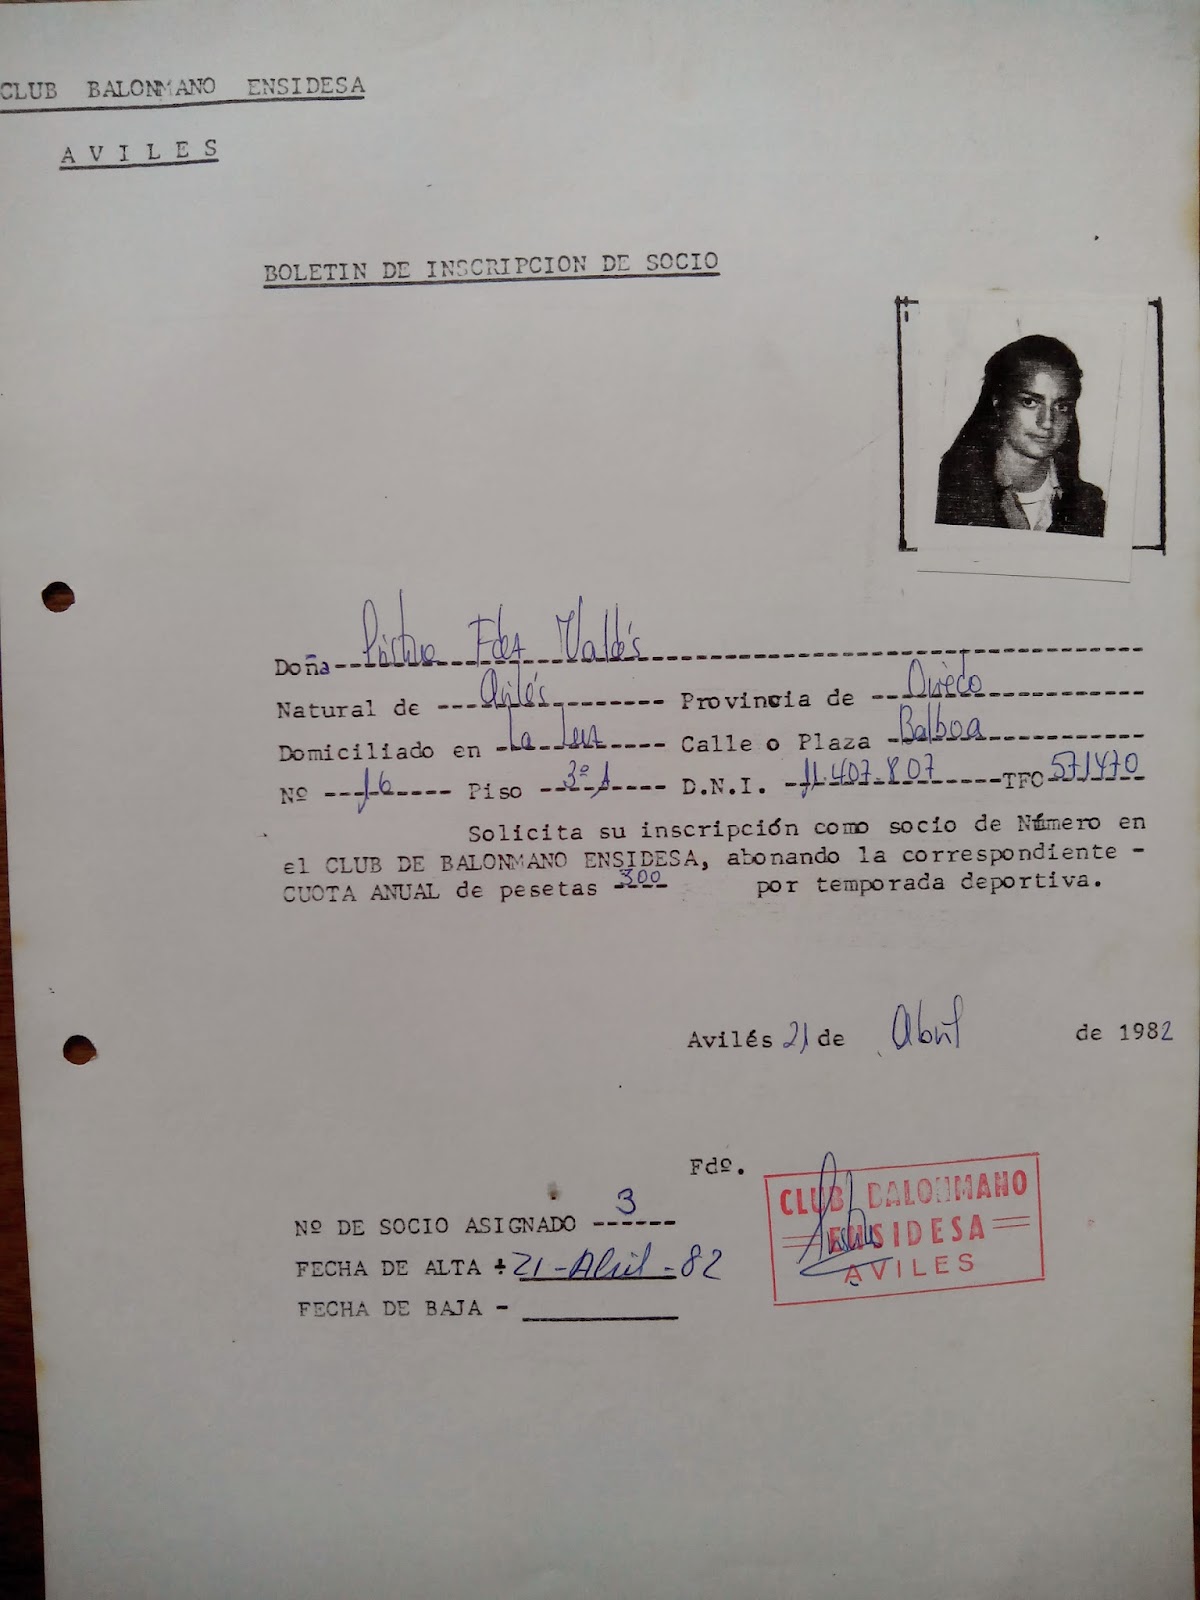 CLUB BALONMANO ENSIDESA
A V I L E S
BOLETIN DE INSCRIPCION DE SOCIO
Doña Fdez Valdés
Natural de Avilés Provincia de Oviedo
Domiciliado en La Luz Calle o Plaza Balboa
Nº 16 Piso 3º A D.N.I. 11.407.807 TFO 571470
Solicita su inscripción como socio de Número en
el CLUB DE BALONMANO ENSIDESA, abonando la correspondiente -
CUOTA ANUAL de pesetas 300 por temporada deportiva.
Avilés 21 de Abril de 1982
Fdº.
CLUB BALONMANO
ENSIDESA
AVILES
Nº DE SOCIO ASIGNADO 3
FECHA DE ALTA 21-Abril-82
FECHA DE BAJA -